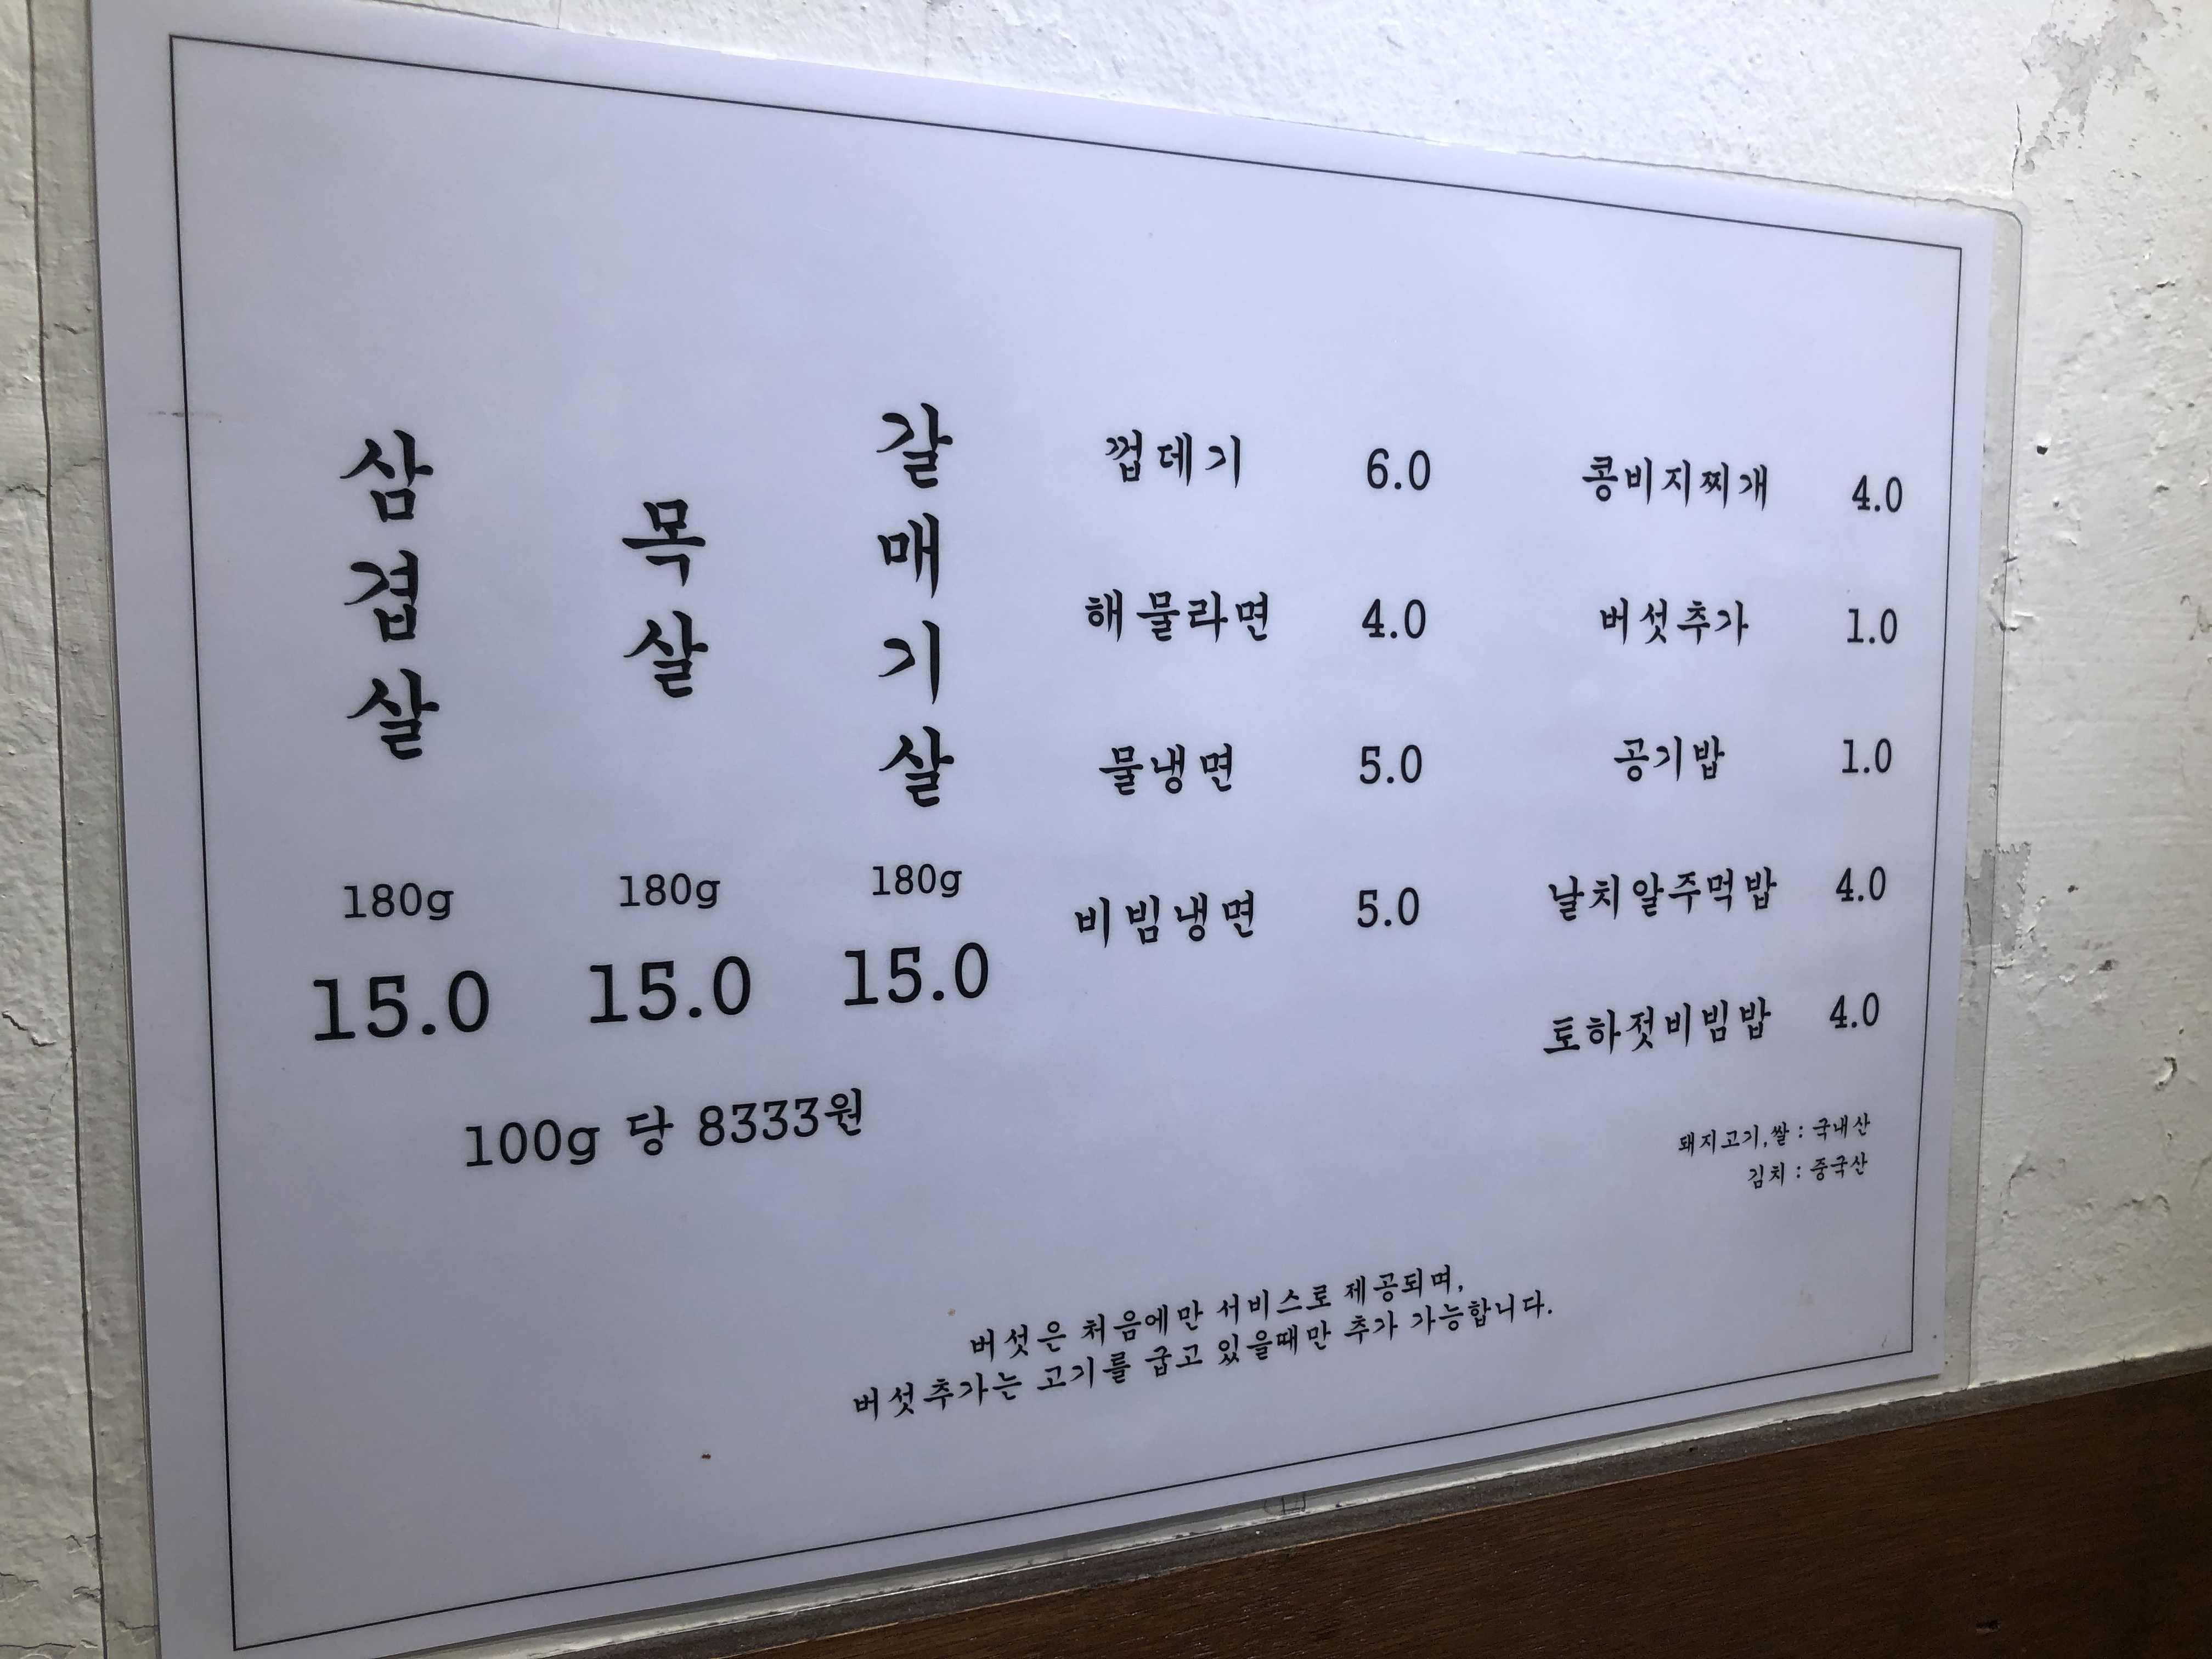 삼겹살
180g
15.0
목살
180g
15.0
갈매기살
180g
15.0
100g 당 8333원
껍데기 6.0
해물라면 4.0
물냉면 5.0
비빔냉면 5.0
콩비지찌개 4.0
버섯추가 1.0
공기밥 1.0
날치알주먹밥 4.0
토하젓비빔밥 4.0
돼지고기,쌀 : 국내산
김치 : 중국산
버섯은 처음에만 서비스로 제공되며,
버섯추가는 고기를 굽고 있을때만 추가 가능합니다.